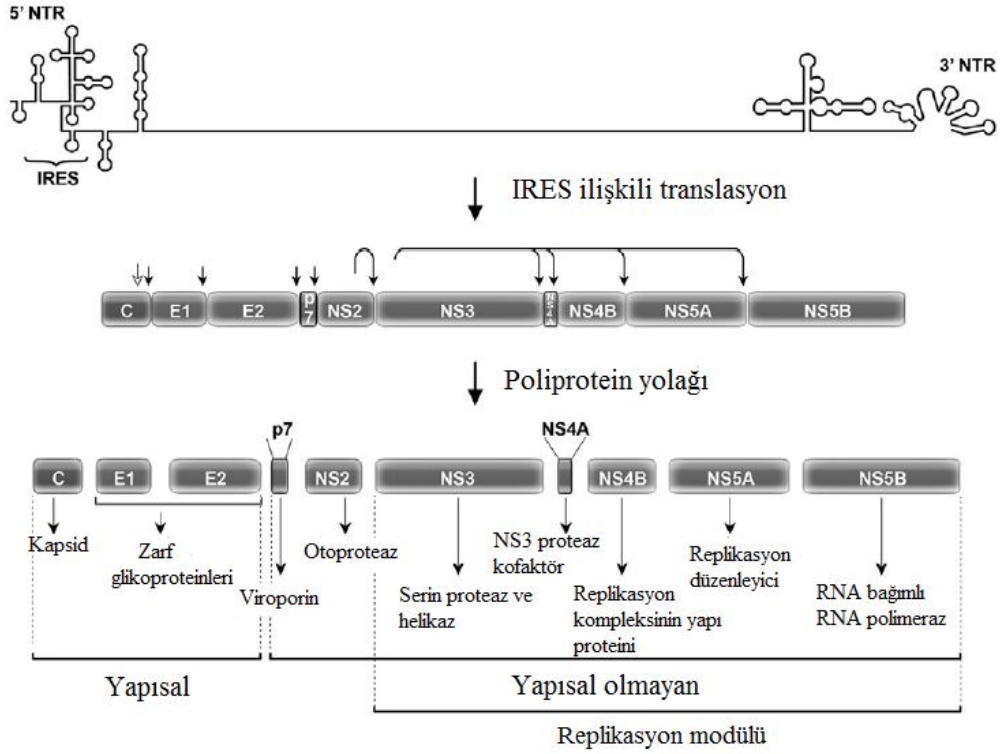 5' NTR
3' NTR
IRES
IRES ilişkili translasyon
C E1 E2 p7 NS2 NS3 NS4A NS4B NS5A NS5B
Poliprotein yolağı
p7 NS4A
C E1 E2 NS2 NS3 NS4B NS5A NS5B
Kapsid
Zarf
glikoproteinleri
Viroporin
Otoproteaz
Serin proteaz ve
helikaz
NS3 proteaz
kofaktör
Replikasyon
kompleksinin yapı
proteini
Replikasyon
düzenleyici
RNA bağımlı
RNA polimeraz
Yapısal
Yapısal olmayan
Replikasyon modülü